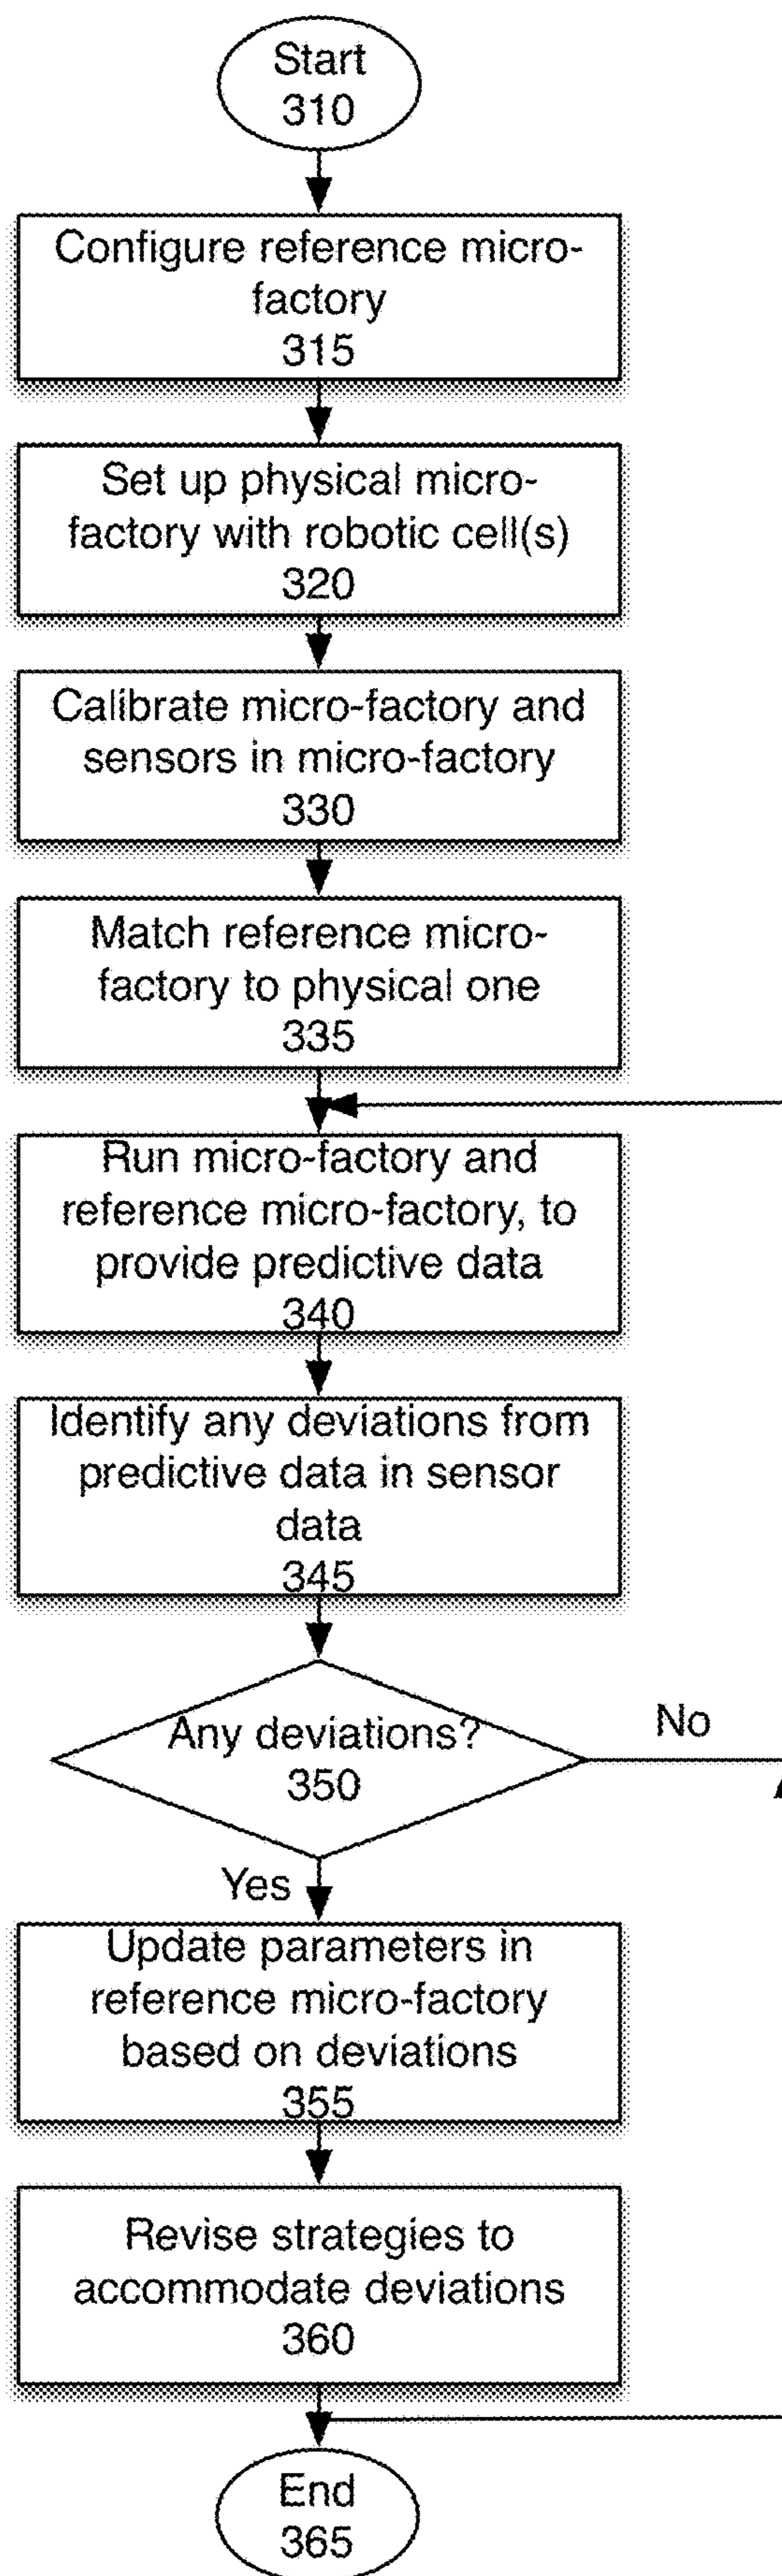 Start
310
Configure reference micro-
factory
315
Set up physical micro-
factory with robotic cell(s)
320
Calibrate micro-factory and
sensors in micro-factory
330
Match reference micro-
factory to physical one
335
Run micro-factory and
reference micro-factory, to
provide predictive data
340
Identify any deviations from
predictive data in sensor
data
345
Any deviations?
350
No
Yes
Update parameters in
reference micro-factory
based on deviations
355
Revise strategies to
accommodate deviations
360
End
365